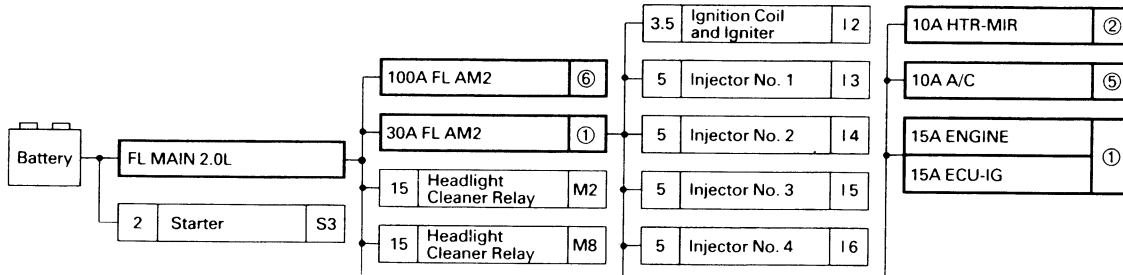 Battery
FL MAIN 2.0L
2 Starter S3
100A FL AM2 ⑥
30A FL AM2 ①
15 Headlight
Cleaner Relay M2
15 Headlight
Cleaner Relay M8
3.5 Ignition Coil
and Igniter I2
5 Injector No. 1 I3
5 Injector No. 2 I4
5 Injector No. 3 I5
5 Injector No. 4 I6
10A HTR-MIR ②
10A A/C ⑤
15A ENGINE
15A ECU-IG ①